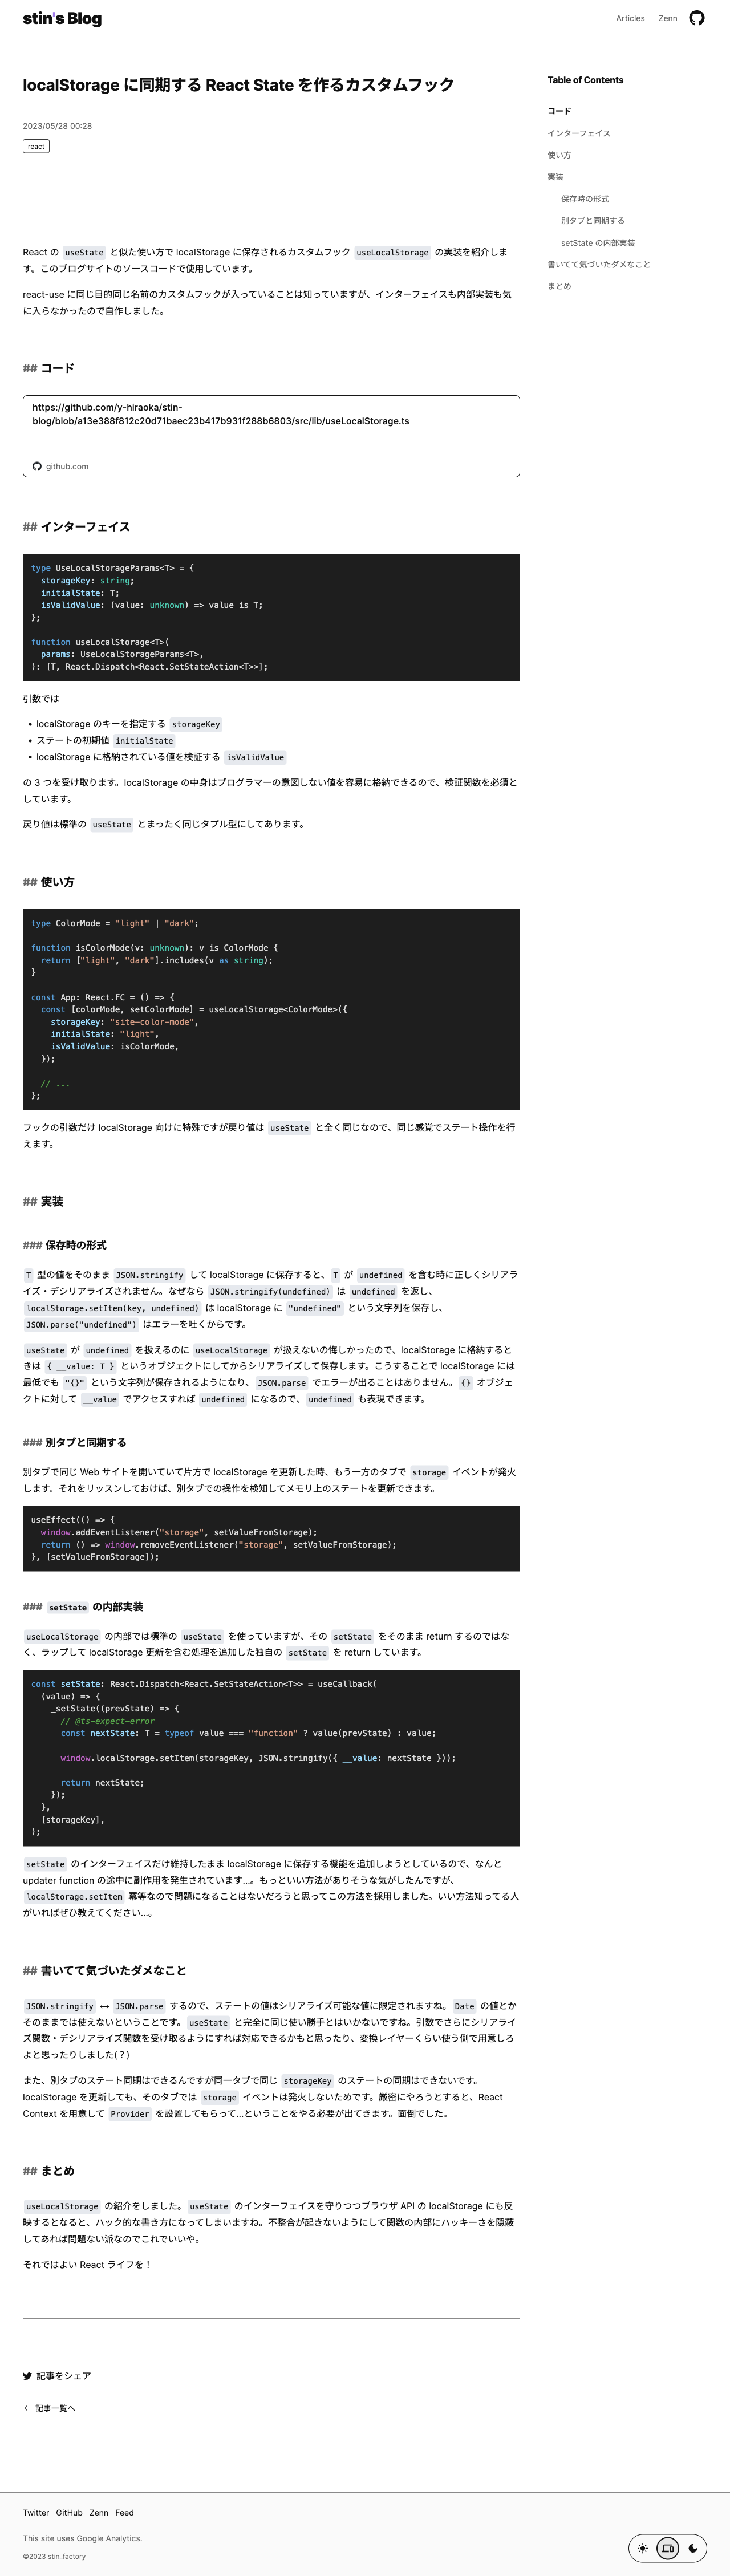 stin's Blog
Articles Zenn
localStorage に同期する React State を作るカスタムフック
2023/05/28 00:28
react
Table of Contents
コード
インターフェイス
使い方
実装
保存時の形式
別タブと同期する
setState の内部実装
書いてて気づいたダメなこと
まとめ
React の useState と似た使い方で localStorage に保存されるカスタムフック useLocalStorage の実装を紹介しま
す。このブログサイトのソースコードで使用しています。
react-use に同じ目的同じ名前のカスタムフックが入っていることは知っていますが、インターフェイスも内部実装も気
に入らなかったので自作しました。
## コード
https://github.com/y-hiraoka/stin-
blog/blob/a13e388f812c20d71baec23b417b931f288b6803/src/lib/useLocalStorage.ts
github.com
## インターフェイス
type UseLocalStorageParams<T> = {
  storageKey: string;
  initialState: T;
  isValidValue: (value: unknown) => value is T;
};
function useLocalStorage<T>(
  params: UseLocalStorageParams<T>,
): [T, React.Dispatch<React.SetStateAction<T>>];
引数では
• localStorage のキーを指定する storageKey
• ステートの初期値 initialState
• localStorage に格納されている値を検証する isValidValue
の 3 つを受け取ります。localStorage の中身はプログラマーの意図しない値を容易に格納できるので、検証関数を必須と
しています。
戻り値は標準の useState とまったく同じタプル型にしてあります。
## 使い方
type ColorMode = "light" | "dark";
function isColorMode(v: unknown): v is ColorMode {
  return ["light", "dark"].includes(v as string);
}
const App: React.FC = () => {
  const [colorMode, setColorMode] = useLocalStorage<ColorMode>({
    storageKey: "site-color-mode",
    initialState: "light",
    isValidValue: isColorMode,
  });
  // ...
};
フックの引数だけ localStorage 向けに特殊ですが戻り値は useState と全く同じなので、同じ感覚でステート操作を行
えます。
## 実装
### 保存時の形式
T 型の値をそのまま JSON.stringify して localStorage に保存すると、 T が undefined を含む時に正しくシリアラ
イズ・デシリアライズされません。なぜなら JSON.stringify(undefined) は undefined を返し、
localStorage.setItem(key, undefined) は localStorage に "undefined" という文字列を保存し、
JSON.parse("undefined") はエラーを吐くからです。
useState が undefined を扱えるのに useLocalStorage が扱えないの悔しかったので、localStorage に格納すると
きは { __value: T } というオブジェクトにしてからシリアライズして保存します。こうすることで localStorage には
最低でも "{}" という文字列が保存されるようになり、 JSON.parse でエラーが出ることはありません。 {} オブジェ
クトに対して __value でアクセスすれば undefined になるので、 undefined も表現できます。
### 別タブと同期する
別タブで同じ Web サイトを開いていて片方で localStorage を更新した時、もう一方のタブで storage イベントが発火
します。それをリッスンしておけば、別タブでの操作を検知してメモリ上のステートを更新できます。
useEffect(() => {
  window.addEventListener("storage", setValueFromStorage);
  return () => window.removeEventListener("storage", setValueFromStorage);
}, [setValueFromStorage]);
### setState の内部実装
useLocalStorage の内部では標準の useState を使っていますが、その setState をそのまま return するのではな
く、ラップして localStorage 更新を含む処理を追加した独自の setState を return しています。
const setState: React.Dispatch<React.SetStateAction<T>> = useCallback(
  (value) => {
    _setState((prevState) => {
      // @ts-expect-error
      const nextState: T = typeof value === "function" ? value(prevState) : value;
      window.localStorage.setItem(storageKey, JSON.stringify({ __value: nextState }));
      return nextState;
    });
  },
  [storageKey],
);
setState のインターフェイスだけ維持したまま localStorage に保存する機能を追加しようとしているので、なんと
updater function の途中に副作用を発生されています…。もっといい方法がありそうな気がしたんですが、
localStorage.setItem 冪等なので問題になることはないだろうと思ってこの方法を採用しました。いい方法知ってる人
がいればぜひ教えてください…。
## 書いてて気づいたダメなこと
JSON.stringify ↔ JSON.parse するので、ステートの値はシリアライズ可能な値に限定されますね。 Date の値とか
そのままでは使えないということです。 useState と完全に同じ使い勝手とはいかないですね。引数でさらにシリアライ
ズ関数・デシリアライズ関数を受け取るようにすれば対応できるかもと思ったり、変換レイヤーくらい使う側で用意しろ
よと思ったりしました(？)
また、別タブのステート同期はできるんですが同一タブで同じ storageKey のステートの同期はできないです。
localStorage を更新しても、そのタブでは storage イベントは発火しないためです。厳密にやろうとすると、React
Context を用意して Provider を設置してもらって…ということをやる必要が出てきます。面倒でした。
## まとめ
useLocalStorage の紹介をしました。 useState のインターフェイスを守りつつブラウザ API の localStorage にも反
映するとなると、ハック的な書き方になってしまいますね。不整合が起きないようにして関数の内部にハッキーさを隠蔽
してあれば問題ない派なのでこれでいいや。
それではよい React ライフを！
記事をシェア
← 記事一覧へ
Twitter GitHub Zenn Feed
This site uses Google Analytics.
©2023 stin_factory